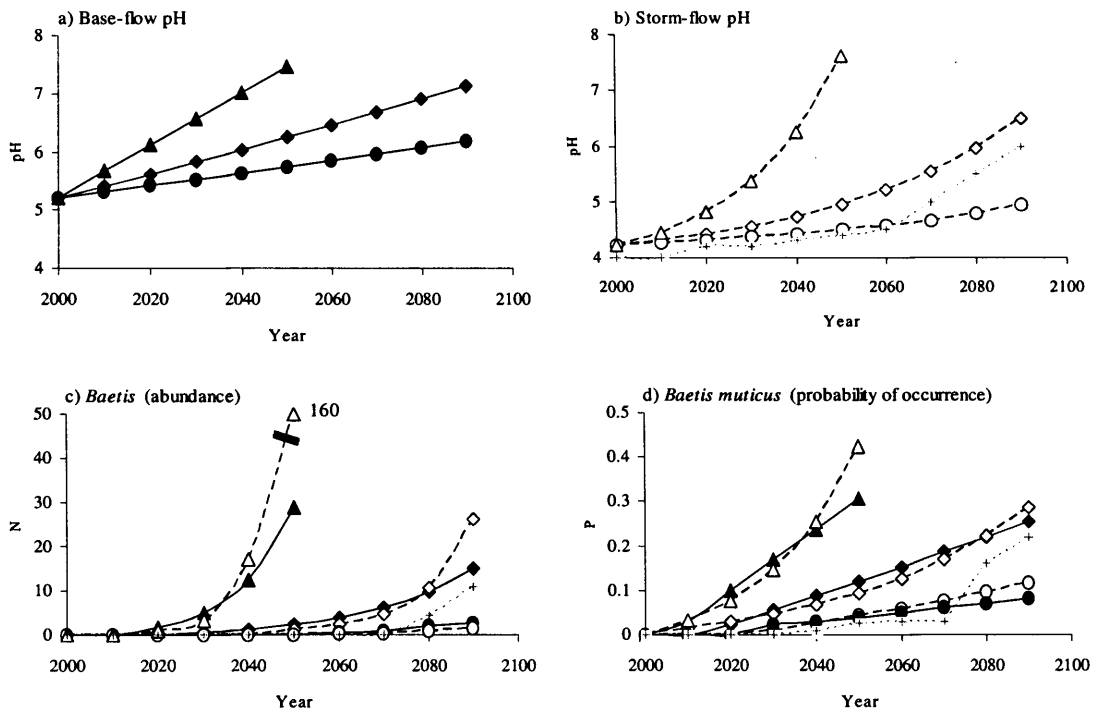 a) Base-flow pH
8
7
6
5
4
pH
2000 2020 2040 2060 2080 2100
Year
b) Storm-flow pH
8
7
6
5
4
pH
2000 2020 2040 2060 2080 2100
Year
c) Baetis (abundance)
160
50
40
30
20
10
0
N
2000 2020 2040 2060 2080 2100
Year
d) Baetis muticus (probability of occurrence)
0.5
0.4
0.3
0.2
0.1
0
P
2000 2020 2040 2060 2080 2100
Year